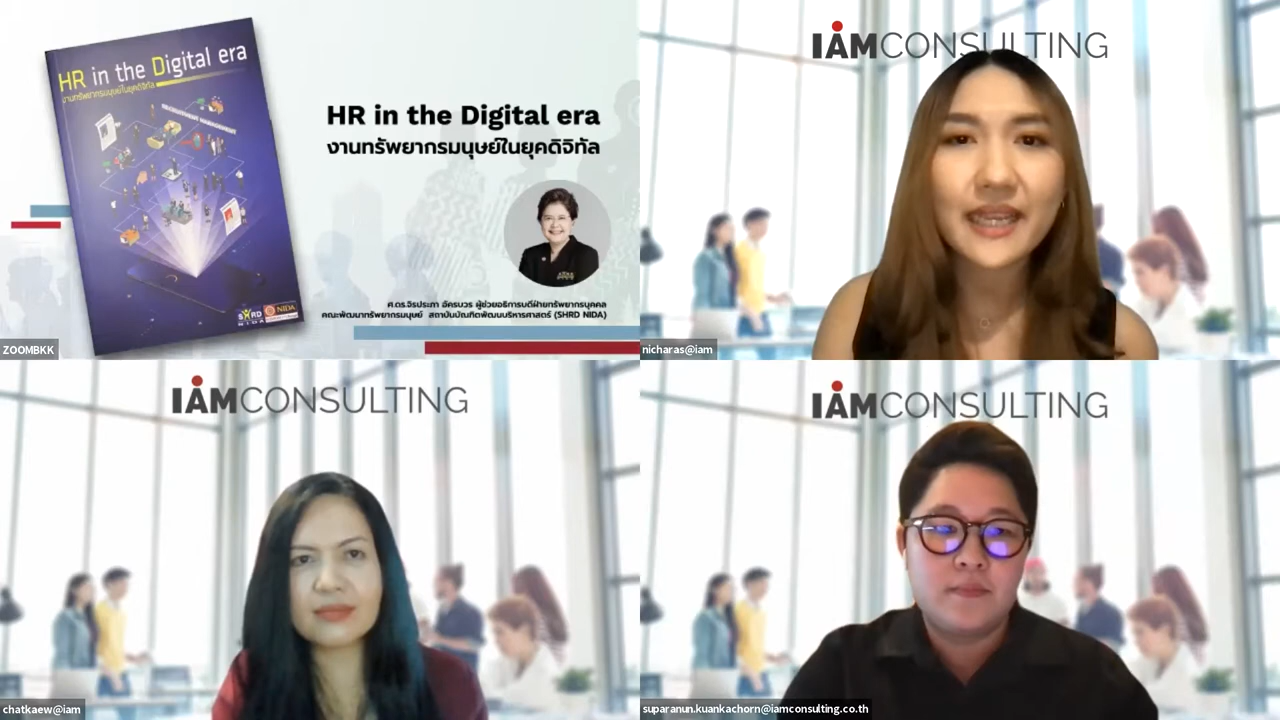 HR in the Digital era
งานทรัพยากรมนุษย์ในยุคดิจิทัล
SHRD
NIDA
NIDA
HR in the Digital era
งานทรัพยากรมนุษย์ในยุคดิจิทัล
ศ.ดร.จิรประภา อัครบวร ผู้ช่วยอธิการบดีฝ่ายทรัพยากรบุคคล
คณะพัฒนาทรัพยากรมนุษย์ สถาบันบัณฑิตพัฒนบริหารศาสตร์ (SHRD NIDA)
ZOOMBKK
IAMCONSULTING
nicharas@iam
IAMCONSULTING
chatkaew@iam
IAMCONSULTING
suparanun.kuankachorn@iamconsulting.co.th